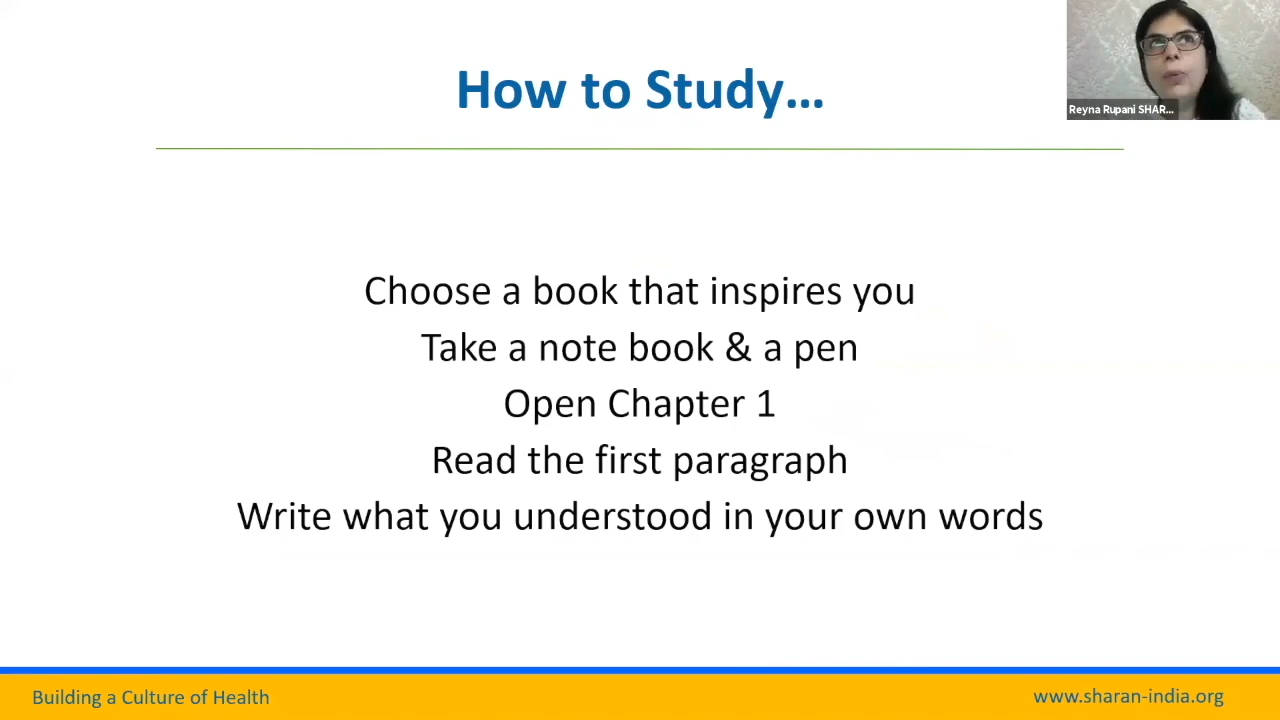 How to Study...
Reyna Rupani SHAR...
Choose a book that inspires you
Take a note book & a pen
Open Chapter 1
Read the first paragraph
Write what you understood in your own words
Building a Culture of Health
www.sharan-india.org